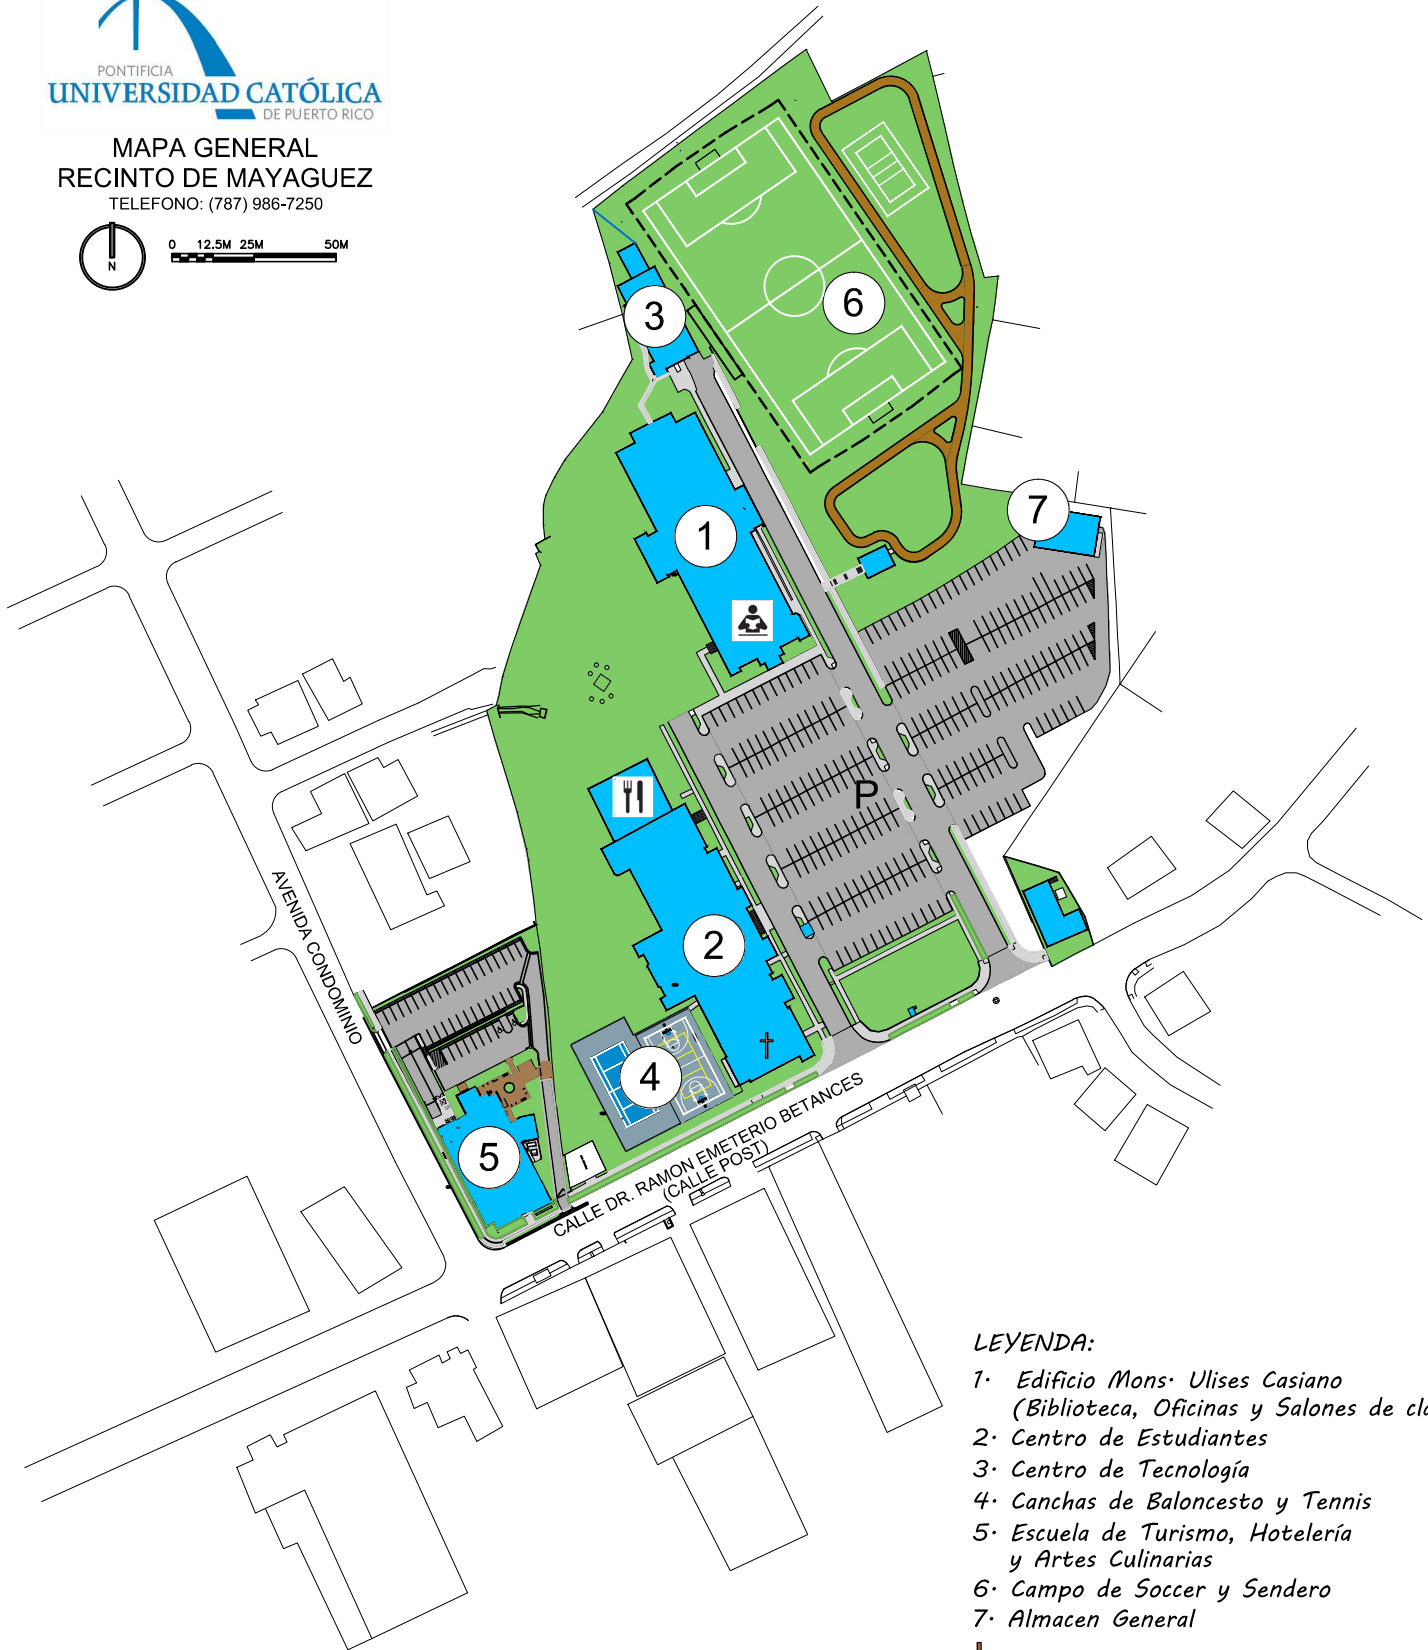 PONTIFICIA
UNIVERSIDAD CATÓLICA
DE PUERTO RICO
MAPA GENERAL
RECINTO DE MAYAGUEZ
TELEFONO: (787) 986-7250
N
0 12.5M 25M 50M
3
6
1
7
P
2
4
5
AVENIDA CONDOMINIO
CALLE DR. RAMON EMETERIO BETANCES
(CALLE POST)
LEYENDA:
1. Edificio Mons. Ulises Casiano
(Biblioteca, Oficinas y Salones de cla
2. Centro de Estudiantes
3. Centro de Tecnología
4. Canchas de Baloncesto y Tennis
5. Escuela de Turismo, Hotelería
y Artes Culinarias
6. Campo de Soccer y Sendero
7. Almacen General